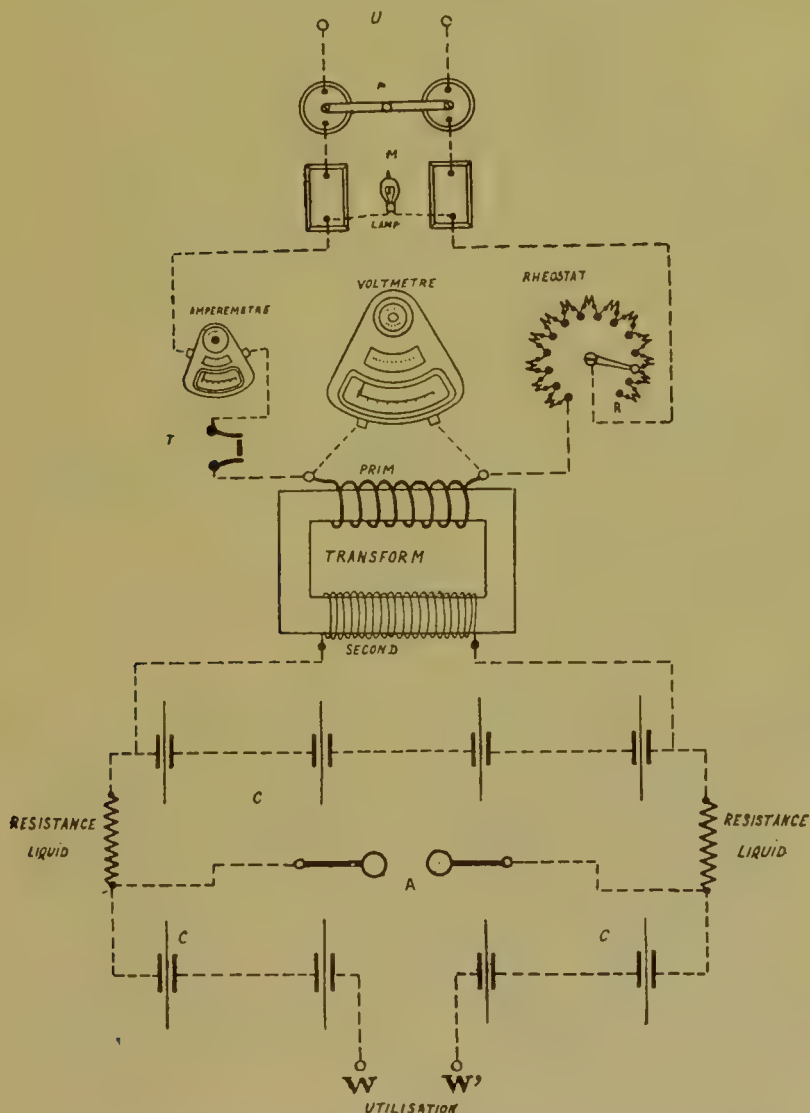 U
P
M
LAMP
VOLTMETRE
RHEOSTAT
AMPEREMETRE
R
T
PRIM
TRANSFORM
SECOND
C
RESISTANCE
LIQUID
RESISTANCE
LIQUID
A
C
C
W
W'
UTILISATION